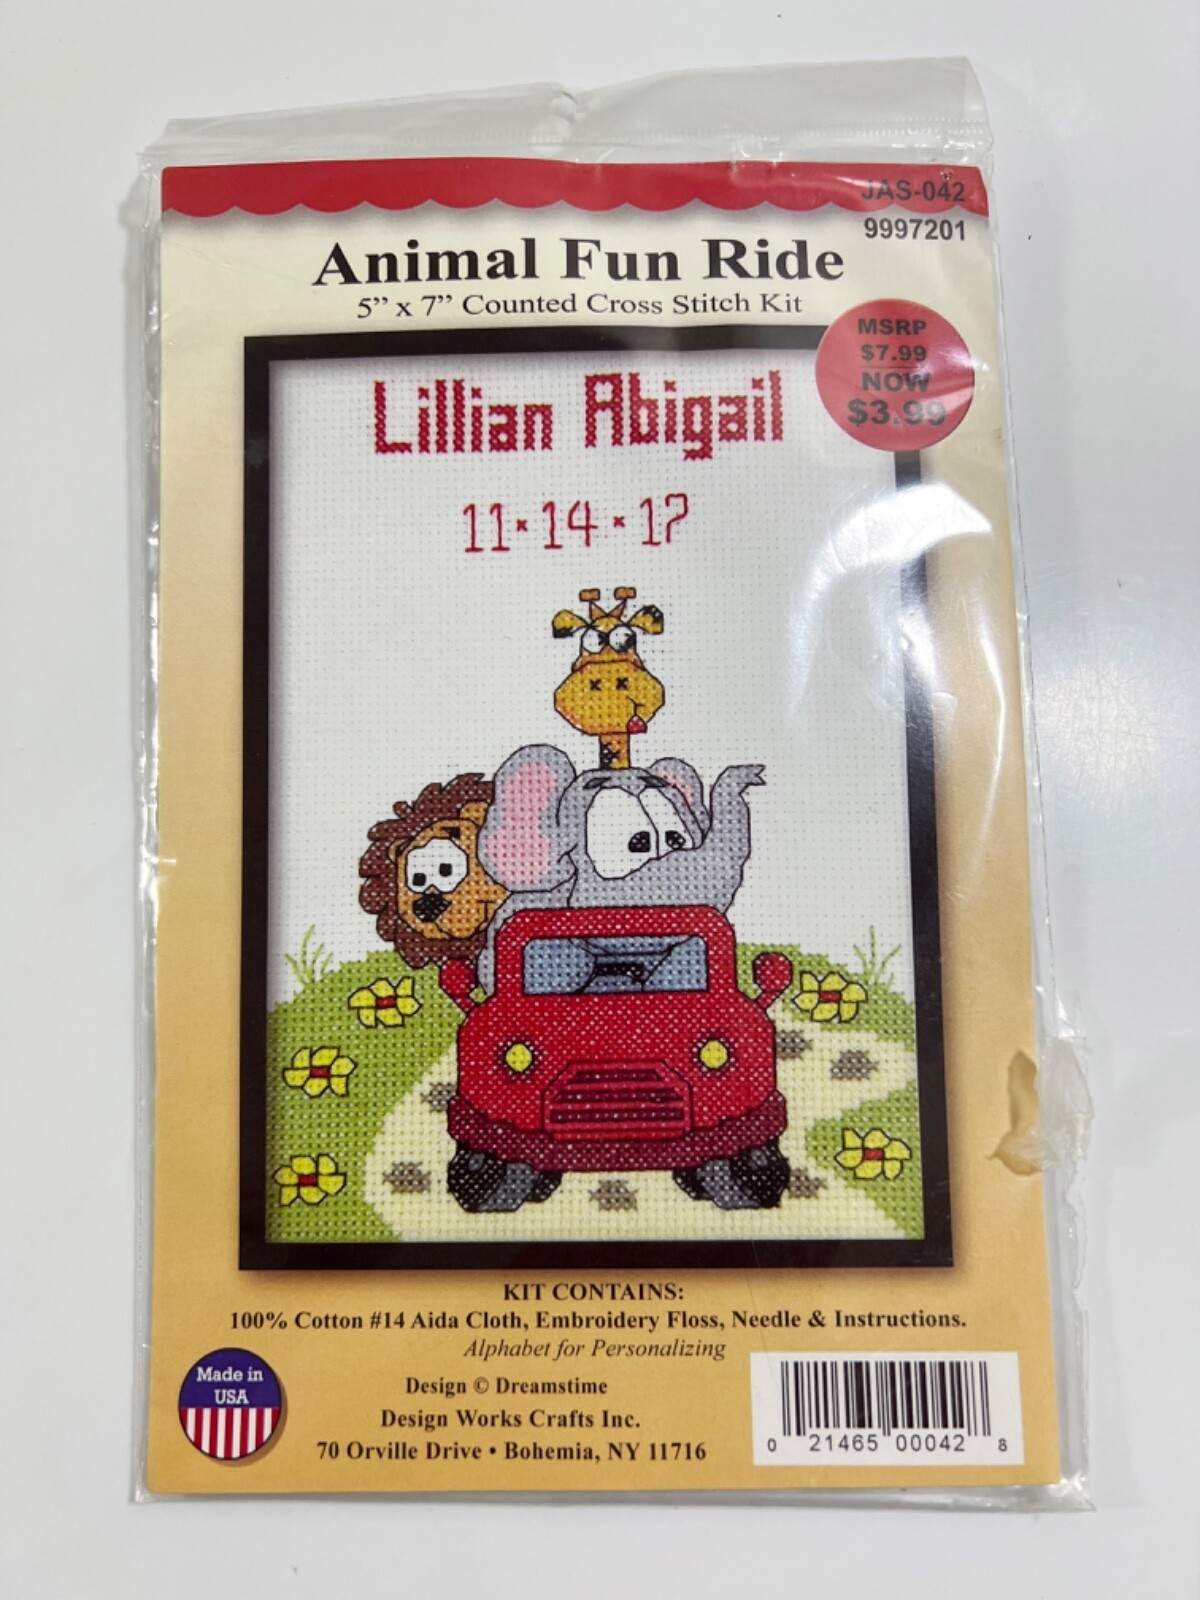 JAS-042
9997201
Animal Fun Ride
5” x 7” Counted Cross Stitch Kit
MSRP
$7.99
NOW
$3.99
Lillian Abigail
11·14·17
KIT CONTAINS:
100% Cotton #14 Aida Cloth, Embroidery Floss, Needle & Instructions.
Alphabet for Personalizing
Made in
USA
Design © Dreamstime
Design Works Crafts Inc.
70 Orville Drive • Bohemia, NY 11716
0 21465 00042 8